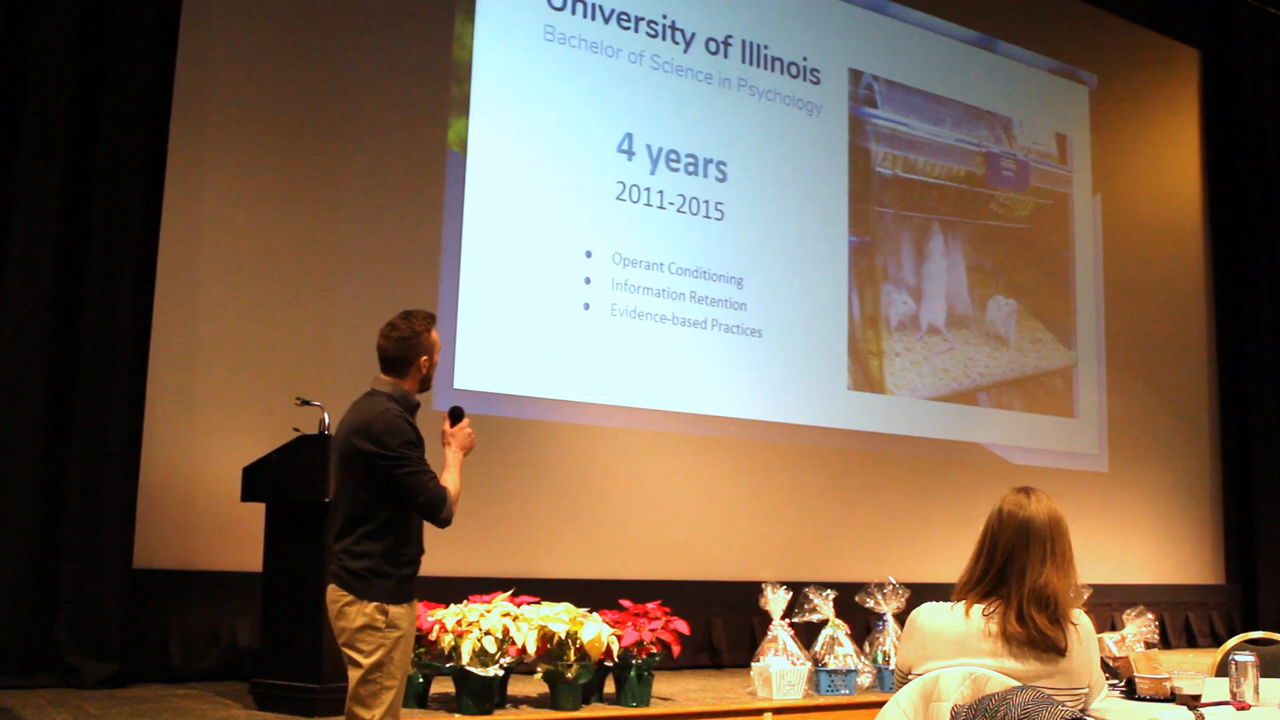 University of Illinois
Bachelor of Science in Psychology
4 years
2011-2015
• Operant Conditioning
• Information Retention
• Evidence-based Practices